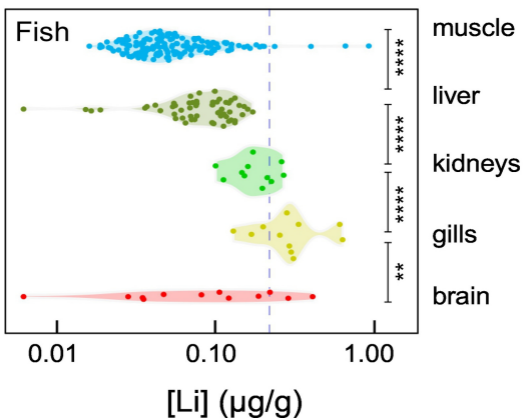 Fish
muscle
****
liver
****
kidneys
****
gills
**
brain
0.01 0.10 1.00
[Li] (µg/g)